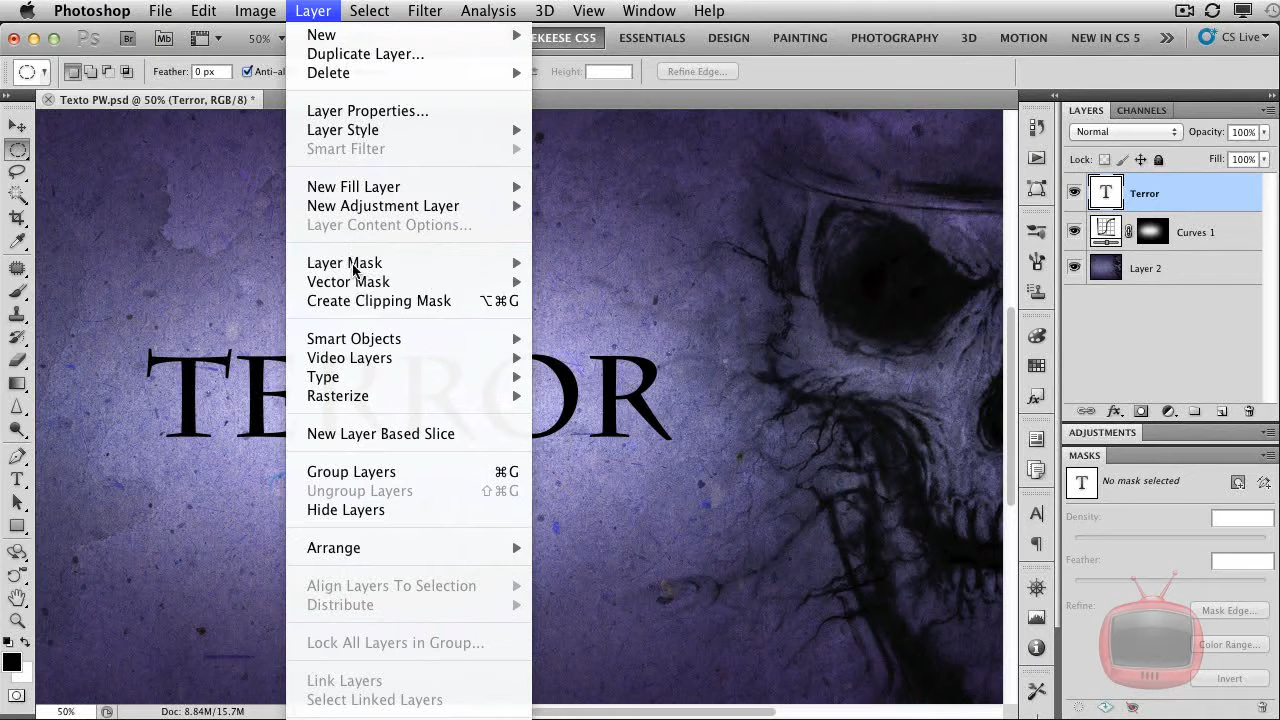 Photoshop File Edit Image Layer Select Filter Analysis 3D View Window Help
Ps Br Mb 50% EKEESE CS5 ESSENTIALS DESIGN PAINTING PHOTOGRAPHY 3D MOTION NEW IN CS 5 CS Live
Feather: 0 px Anti-al Height: Refine Edge...
Texto PW.psd @ 50% (Terror, RGB/8) *
New
Duplicate Layer...
Delete
Layer Properties...
Layer Style
Smart Filter
New Fill Layer
New Adjustment Layer
Layer Content Options...
Layer Mask
Vector Mask
Create Clipping Mask ⌥⌘G
Smart Objects
Video Layers
Type
Rasterize
New Layer Based Slice
Group Layers ⌘G
Ungroup Layers ⇧⌘G
Hide Layers
Arrange
Align Layers To Selection
Distribute
Lock All Layers in Group...
Link Layers
Select Linked Layers
TERROR
LAYERS CHANNELS
Normal Opacity: 100%
Lock: Fill: 100%
T Terror
Curves 1
Layer 2
ADJUSTMENTS
MASKS
T No mask selected
Density:
Feather:
Refine: Mask Edge...
Color Range...
Invert
50% Doc: 8.84M/15.7M